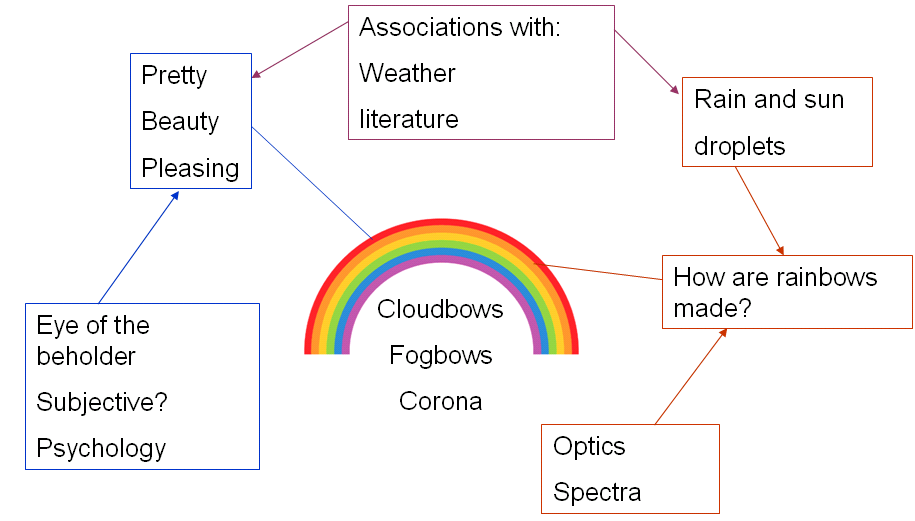 Associations with:
Weather
literature
Pretty
Beauty
Pleasing
Rain and sun
droplets
How are rainbows
made?
Cloudbows
Fogbows
Corona
Eye of the
beholder
Subjective?
Psychology
Optics
Spectra